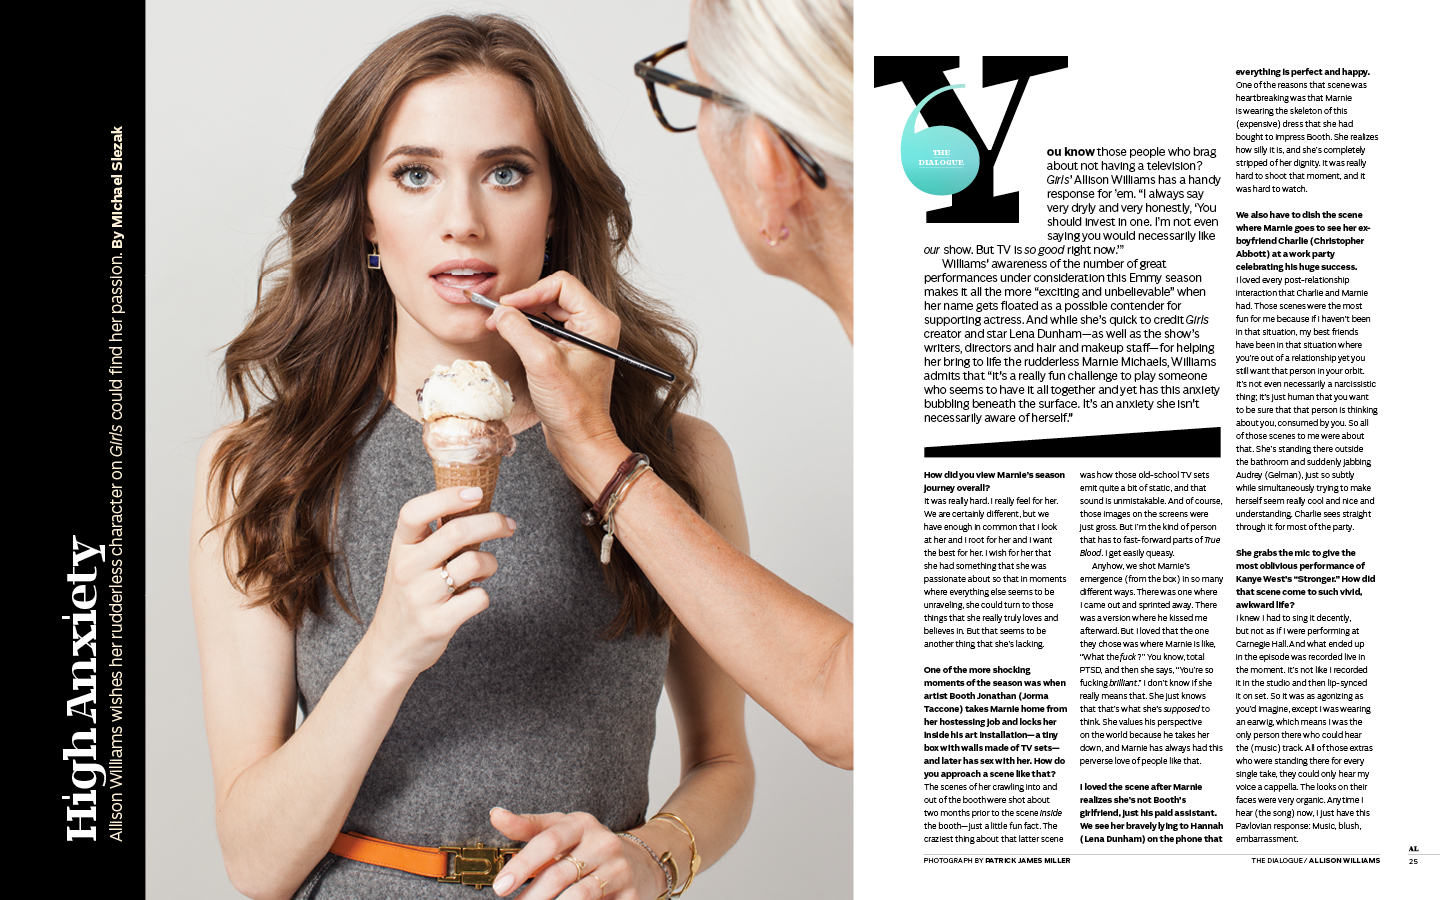 High Anxiety
Allison Williams wishes her rudderless character on Girls could find her passion. By Michael Slezak
Y
THE
DIALOGUE
ou know those people who brag
about not having a television?
Girls' Allison Williams has a handy
response for 'em. “I always say
very dryly and very honestly, ‘You
should invest in one. I'm not even
saying you would necessarily like
our show. But TV is so good right now.’”
Williams' awareness of the number of great
performances under consideration this Emmy season
makes it all the more “exciting and unbelievable” when
her name gets floated as a possible contender for
supporting actress. And while she's quick to credit Girls
creator and star Lena Dunham—as well as the show's
writers, directors and hair and makeup staff—for helping
her bring to life the rudderless Marnie Michaels, Williams
admits that “it's a really fun challenge to play someone
who seems to have it all together and yet has this anxiety
bubbling beneath the surface. It's an anxiety she isn't
necessarily aware of herself.”
How did you view Marnie's season
journey overall?
It was really hard. I really feel for her.
We are certainly different, but we
have enough in common that I look
at her and I root for her and I want
the best for her. I wish for her that
she had something that she was
passionate about so that in moments
where everything else seems to be
unraveling, she could turn to those
things that she really truly loves and
believes in. But that seems to be
another thing that she's lacking.
One of the more shocking
moments of the season was when
artist Booth Jonathan (Jorma
Taccone) takes Marnie home from
her hostessing job and locks her
inside his art installation—a tiny
box with walls made of TV sets—
and later has sex with her. How do
you approach a scene like that?
The scenes of her crawling into and
out of the booth were shot about
two months prior to the scene inside
the booth—just a little fun fact. The
craziest thing about that latter scene
was how those old-school TV sets
emit quite a bit of static, and that
sound is unmistakable. And of course,
those images on the screens were
just gross. But I'm the kind of person
that has to fast-forward parts of True
Blood. I get easily queasy.
Anyhow, we shot Marnie's
emergence (from the box) in so many
different ways. There was one where
I came out and sprinted away. There
was a version where he kissed me
afterward. But I loved that the one
they chose was where Marnie is like,
“What the fuck?” You know, total
PTSD, and then she says, “You're so
fucking brilliant.” I don't know if she
really means that. She just knows
that that's what she's supposed to
think. She values his perspective
on the world because he takes her
down, and Marnie has always had this
perverse love of people like that.
I loved the scene after Marnie
realizes she's not Booth's
girlfriend, just his paid assistant.
We see her bravely lying to Hannah
(Lena Dunham) on the phone that
everything is perfect and happy.
One of the reasons that scene was
heartbreaking was that Marnie
is wearing the skeleton of this
(expensive) dress that she had
bought to impress Booth. She realizes
how silly it is, and she's completely
stripped of her dignity. It was really
hard to shoot that moment, and it
was hard to watch.
We also have to dish the scene
where Marnie goes to see her ex-
boyfriend Charlie (Christopher
Abbott) at a work party
celebrating his huge success.
I loved every post-relationship
interaction that Charlie and Marnie
had. Those scenes were the most
fun for me because if I haven't been
in that situation, my best friends
have been in that situation where
you're out of a relationship yet you
still want that person in your orbit.
It's not even necessarily a narcissistic
thing; it's just human that you want
to be sure that that person is thinking
about you, consumed by you. So all
of those scenes to me were about
that. She's standing there outside
the bathroom and suddenly jabbing
Audrey (Gelman), just so subtly
while simultaneously trying to make
herself seem really cool and nice and
understanding. Charlie sees straight
through it for most of the party.
She grabs the mic to give the
most oblivious performance of
Kanye West's “Stronger.” How did
that scene come to such vivid,
awkward life?
I knew I had to sing it decently,
but not as if I were performing at
Carnegie Hall. And what ended up
in the episode was recorded live in
the moment. It's not like I recorded
it in the studio and then lip-synced
it on set. So it was as agonizing as
you'd imagine, except I was wearing
an earwig, which means I was the
only person there who could hear
the (music) track. All of those extras
who were standing there for every
single take, they could only hear my
voice a cappella. The looks on their
faces were very organic. Anytime I
hear (the song) now, I just have this
Pavlovian response: Music, blush,
embarrassment.
PHOTOGRAPH BY PATRICK JAMES MILLER
THE DIALOGUE / ALLISON WILLIAMS
AL
25